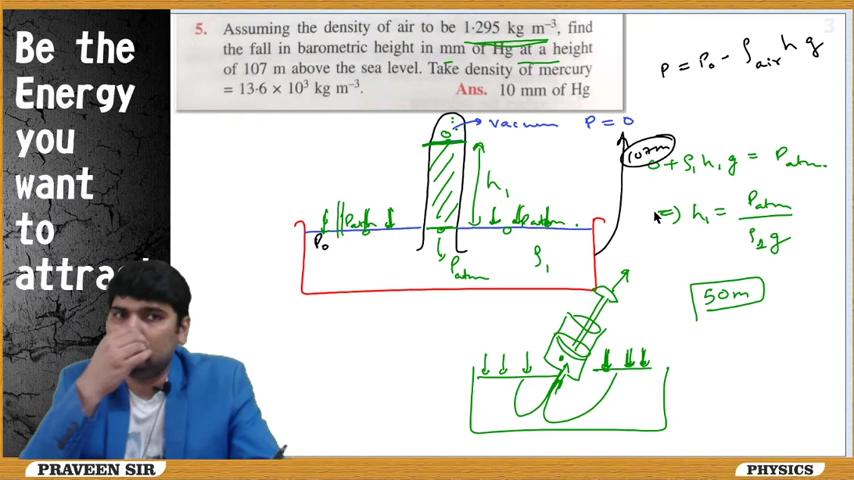 Be the
Energy
you
want
to
attract
5. Assuming the density of air to be 1·295 kg m⁻³, find
the fall in barometric height in mm of Hg at a height
of 107 m above the sea level. Take density of mercury
= 13·6 × 10³ kg m⁻³. Ans. 10 mm of Hg
3
P = P₀ - ρair h g
vacuum P = 0
107m
0 + ρ₁ h₁ g = Patm.
h₁
Patm Patm.
⇒ h₁ = Patm / ρ₁g
P₀
Patm
ρ₁
50m
PRAVEEN SIR
PHYSICS